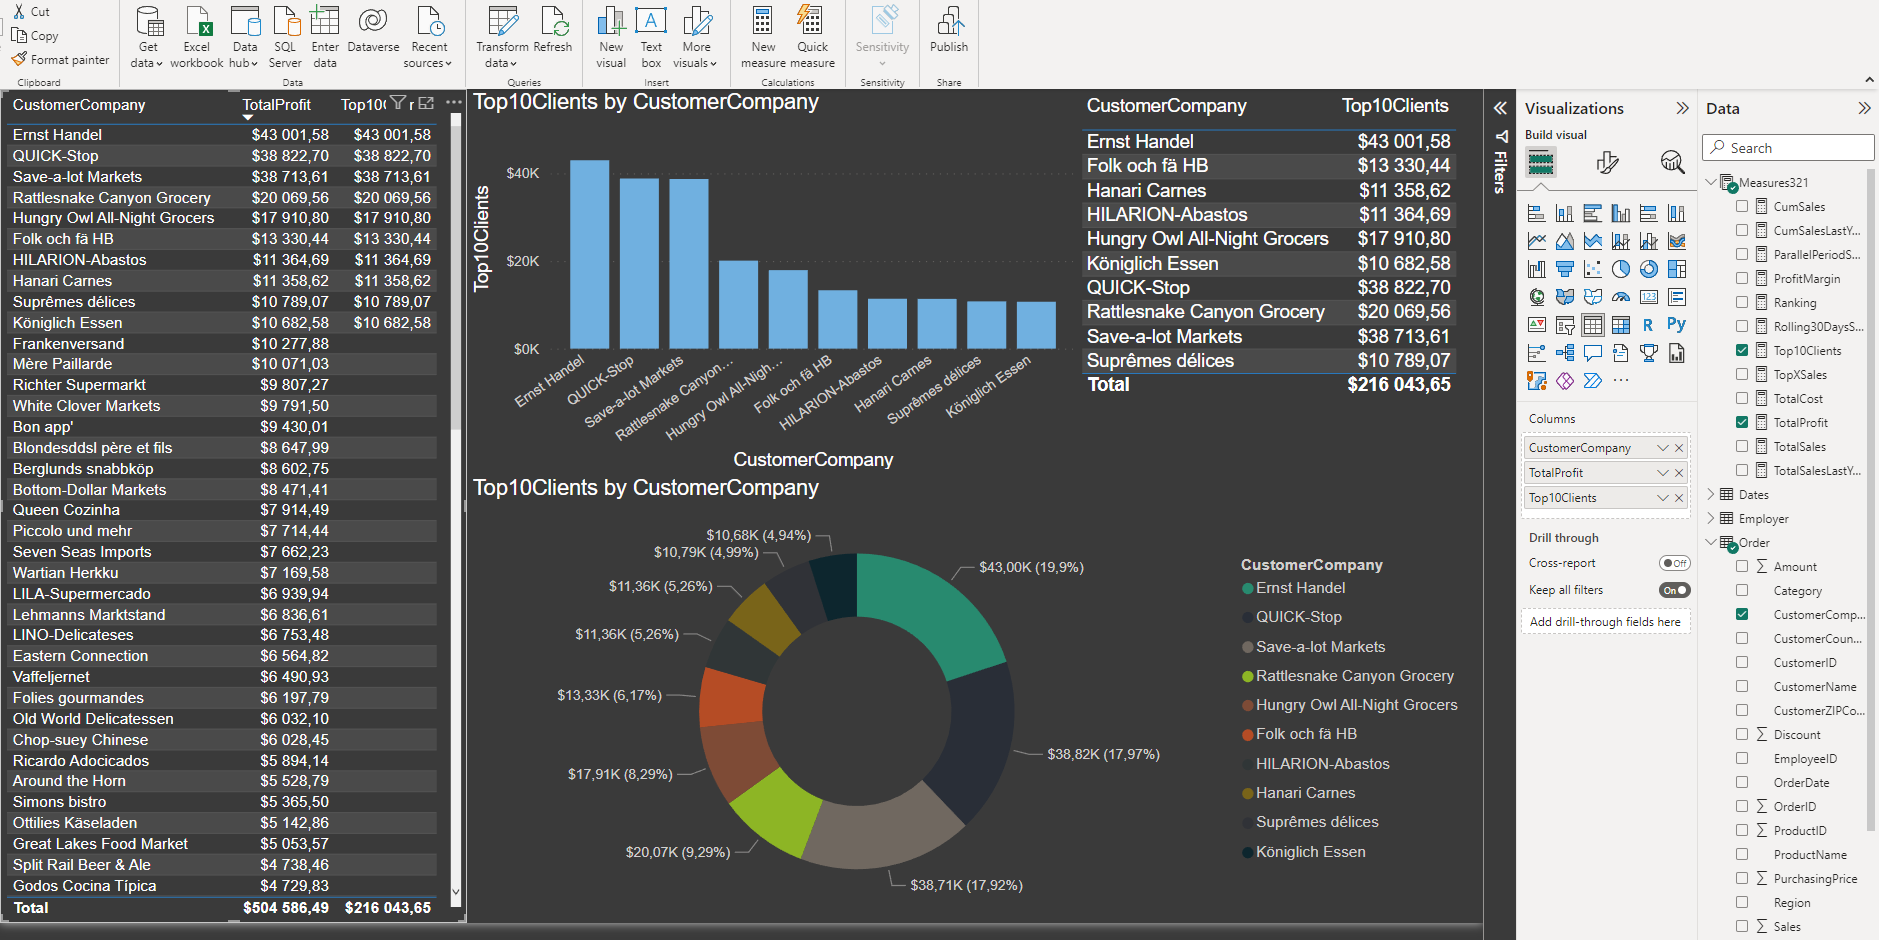 Cut
Copy
Format painter
Clipboard
Get data
Excel workbook
Data hub
SQL Server
Enter data
Dataverse
Recent sources
Data
Transform data
Refresh
Queries
New visual
Text box
More visuals
Insert
New measure
Quick measure
Calculations
Sensitivity
Sensitivity
Publish
Share
CustomerCompany TotalProfit Top10
Ernst Handel $43 001,58 $43 001,58
QUICK-Stop $38 822,70 $38 822,70
Save-a-lot Markets $38 713,61 $38 713,61
Rattlesnake Canyon Grocery $20 069,56 $20 069,56
Hungry Owl All-Night Grocers $17 910,80 $17 910,80
Folk och fä HB $13 330,44 $13 330,44
HILARION-Abastos $11 364,69 $11 364,69
Hanari Carnes $11 358,62 $11 358,62
Suprêmes délices $10 789,07 $10 789,07
Königlich Essen $10 682,58 $10 682,58
Frankenversand $10 277,88
Mère Paillarde $10 071,03
Richter Supermarkt $9 807,27
White Clover Markets $9 791,50
Bon app' $9 430,01
Blondesddsl père et fils $8 647,99
Berglunds snabbköp $8 602,75
Bottom-Dollar Markets $8 471,41
Queen Cozinha $7 914,49
Piccolo und mehr $7 714,44
Seven Seas Imports $7 662,23
Wartian Herkku $7 169,58
LILA-Supermercado $6 939,94
Lehmanns Marktstand $6 836,61
LINO-Delicateses $6 753,48
Eastern Connection $6 564,82
Vaffeljernet $6 490,93
Folies gourmandes $6 197,79
Old World Delicatessen $6 032,10
Chop-suey Chinese $6 028,45
Ricardo Adocicados $5 894,14
Around the Horn $5 528,79
Simons bistro $5 365,50
Ottilies Käseladen $5 142,86
Great Lakes Food Market $5 053,57
Split Rail Beer & Ale $4 738,46
Godos Cocina Típica $4 729,83
Total $504 586,49 $216 043,65
Top10Clients by CustomerCompany
Top10Clients
$40K
$20K
$0K
Ernst Handel
QUICK-Stop
Save-a-lot Markets
Rattlesnake Canyon...
Hungry Owl All-Nigh...
Folk och fä HB
HILARION-Abastos
Hanari Carnes
Suprêmes délices
Königlich Essen
CustomerCompany
CustomerCompany Top10Clients
Ernst Handel $43 001,58
Folk och fä HB $13 330,44
Hanari Carnes $11 358,62
HILARION-Abastos $11 364,69
Hungry Owl All-Night Grocers $17 910,80
Königlich Essen $10 682,58
QUICK-Stop $38 822,70
Rattlesnake Canyon Grocery $20 069,56
Save-a-lot Markets $38 713,61
Suprêmes délices $10 789,07
Total $216 043,65
Top10Clients by CustomerCompany
$10,68K (4,94%)
$10,79K (4,99%)
$11,36K (5,26%)
$11,36K (5,26%)
$13,33K (6,17%)
$17,91K (8,29%)
$20,07K (9,29%)
$38,71K (17,92%)
$38,82K (17,97%)
$43,00K (19,9%)
CustomerCompany
Ernst Handel
QUICK-Stop
Save-a-lot Markets
Rattlesnake Canyon Grocery
Hungry Owl All-Night Grocers
Folk och fä HB
HILARION-Abastos
Hanari Carnes
Suprêmes délices
Königlich Essen
Filters
Visualizations
Build visual
123
R
Py
...
Columns
CustomerCompany
TotalProfit
Top10Clients
Drill through
Cross-report
Off
Keep all filters
On
Add drill-through fields here
Data
Search
Measures321
CumSales
CumSalesLastY...
ParallelPeriodS...
ProfitMargin
Ranking
Rolling30DaysS...
Top10Clients
TopXSales
TotalCost
TotalProfit
TotalSales
TotalSalesLastY...
Dates
Employer
Order
∑ Amount
Category
CustomerComp...
CustomerCoun...
CustomerID
CustomerName
CustomerZIPCo...
∑ Discount
EmployeeID
OrderDate
∑ OrderID
∑ ProductID
ProductName
∑ PurchasingPrice
Region
∑ Sales